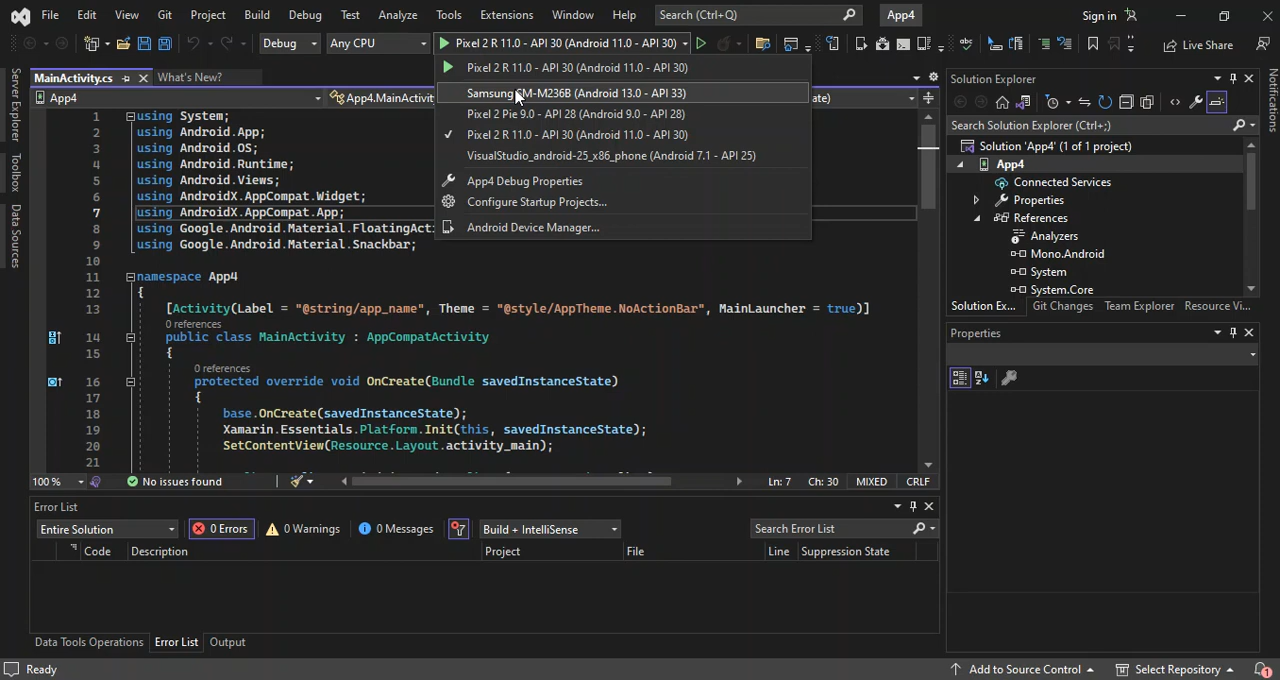 File Edit View Git Project Build Debug Test Analyze Tools Extensions Window Help Search (Ctrl+Q) App4 Sign in
Debug Any CPU Pixel 2 R 11.0 - API 30 (Android 11.0 - API 30) Live Share
Pixel 2 R 11.0 - API 30 (Android 11.0 - API 30)
Samsung SM-M236B (Android 13.0 - API 33)
Pixel 2 Pie 9.0 - API 28 (Android 9.0 - API 28)
Pixel 2 R 11.0 - API 30 (Android 11.0 - API 30)
VisualStudio_android-25_x86_phone (Android 7.1 - API 25)
App4 Debug Properties
Configure Startup Projects...
Android Device Manager...
Server Explorer
Toolbox
Data Sources
MainActivity.cs What's New?
App4 App4.MainActivity ate)
1 using System;
2 using Android.App;
3 using Android.OS;
4 using Android.Runtime;
5 using Android.Views;
6 using AndroidX.AppCompat.Widget;
7 using AndroidX.AppCompat.App;
8 using Google.Android.Material.FloatingActi
9 using Google.Android.Material.Snackbar;
10
11 namespace App4
12 {
13 [Activity(Label = "@string/app_name", Theme = "@style/AppTheme.NoActionBar", MainLauncher = true)]
0 references
14 public class MainActivity : AppCompatActivity
15 {
0 references
16 protected override void OnCreate(Bundle savedInstanceState)
17 {
18 base.OnCreate(savedInstanceState);
19 Xamarin.Essentials.Platform.Init(this, savedInstanceState);
20 SetContentView(Resource.Layout.activity_main);
21
100 % No issues found Ln: 7 Ch: 30 MIXED CRLF
Error List
Entire Solution 0 Errors 0 Warnings 0 Messages Build + IntelliSense Search Error List
Code Description Project File Line Suppression State
Data Tools Operations Error List Output
Solution Explorer
Search Solution Explorer (Ctrl+;)
Solution 'App4' (1 of 1 project)
App4
Connected Services
Properties
References
Analyzers
Mono.Android
System
System.Core
Solution Ex... Git Changes Team Explorer Resource Vi...
Properties
Notifications
Ready Add to Source Control Select Repository 1